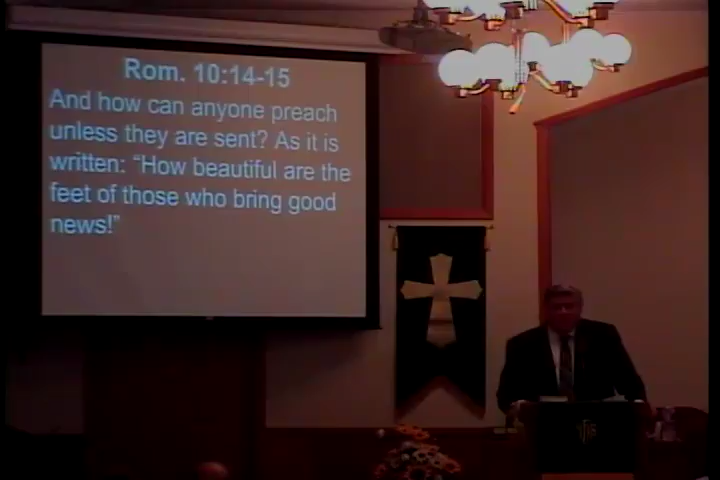 Rom. 10:14-15
And how can anyone preach
unless they are sent? As it is
written: “How beautiful are the
feet of those who bring good
news!”